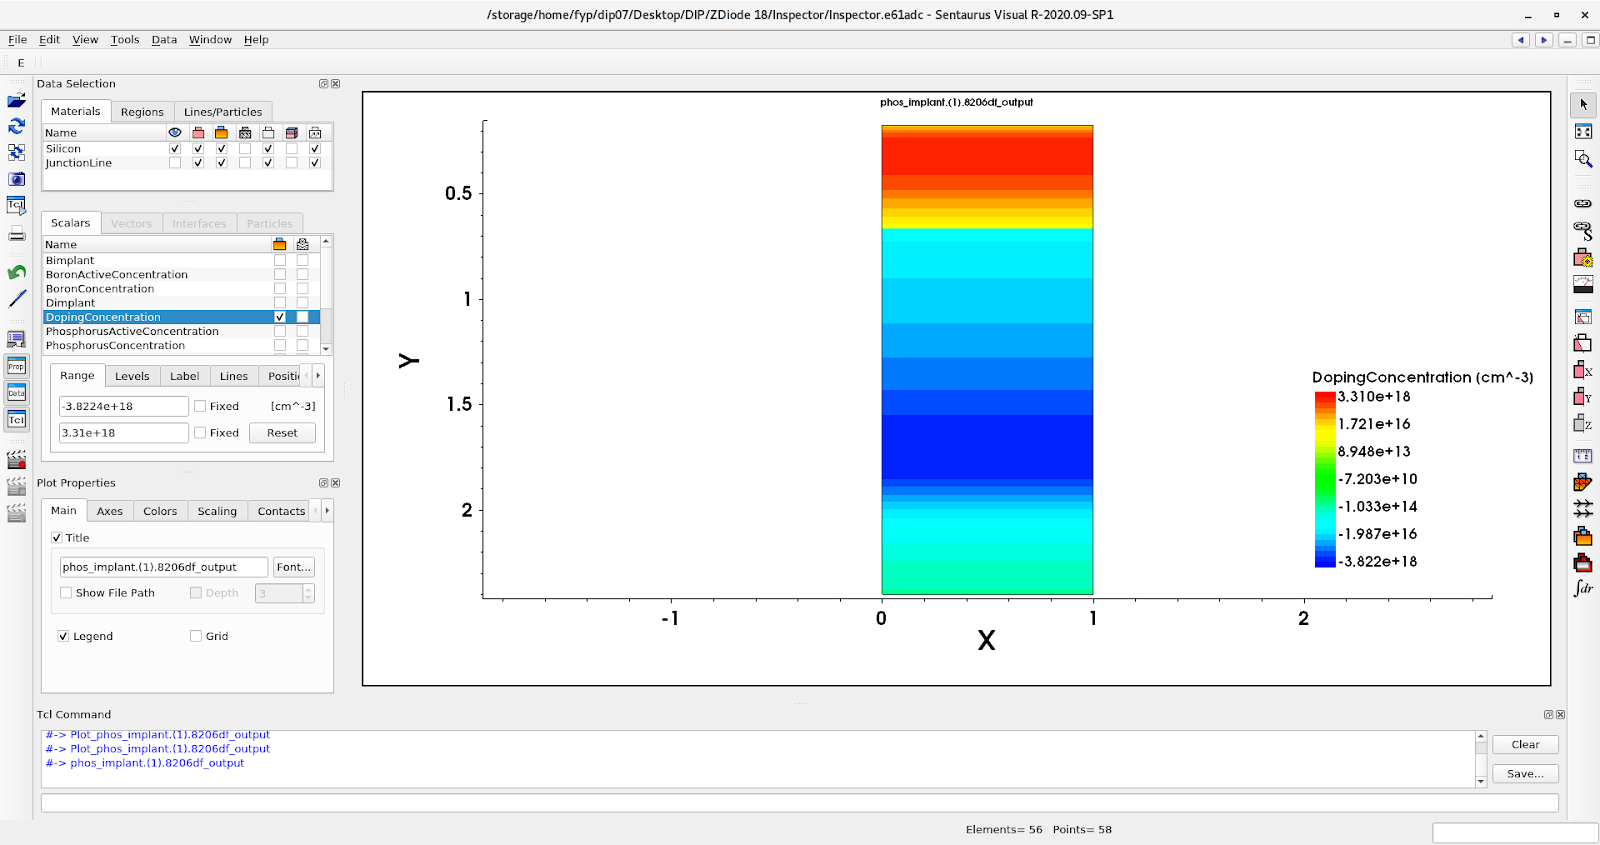 /storage/home/fyp/dip07/Desktop/DIP/ZDiode 18/Inspector/Inspector.e61adc - Sentaurus Visual R-2020.09-SP1
File Edit View Tools Data Window Help
E
Data Selection
Materials Regions Lines/Particles
Name
Silicon
JunctionLine
Scalars Vectors Interfaces Particles
Name
Bimplant
BoronActiveConcentration
BoronConcentration
Dimplant
DopingConcentration
PhosphorusActiveConcentration
PhosphorusConcentration
Range Levels Label Lines Positi
-3.8224e+18 Fixed [cm^-3]
3.31e+18 Fixed Reset
Plot Properties
Main Axes Colors Scaling Contacts
Title
phos_implant.(1).8206df_output Font...
Show File Path Depth 3
Legend Grid
phos_implant.(1).8206df_output
0.5
1
1.5
2
Y
-1 0 1 2
X
DopingConcentration (cm^-3)
3.310e+18
1.721e+16
8.948e+13
-7.203e+10
-1.033e+14
-1.987e+16
-3.822e+18
Prop
Data
Tcl
Tcl
S
X
Y
Z
∫dr
Tcl Command
#-> Plot_phos_implant.(1).8206df_output
#-> Plot_phos_implant.(1).8206df_output
#-> phos_implant.(1).8206df_output
Clear
Save...
Elements= 56 Points= 58